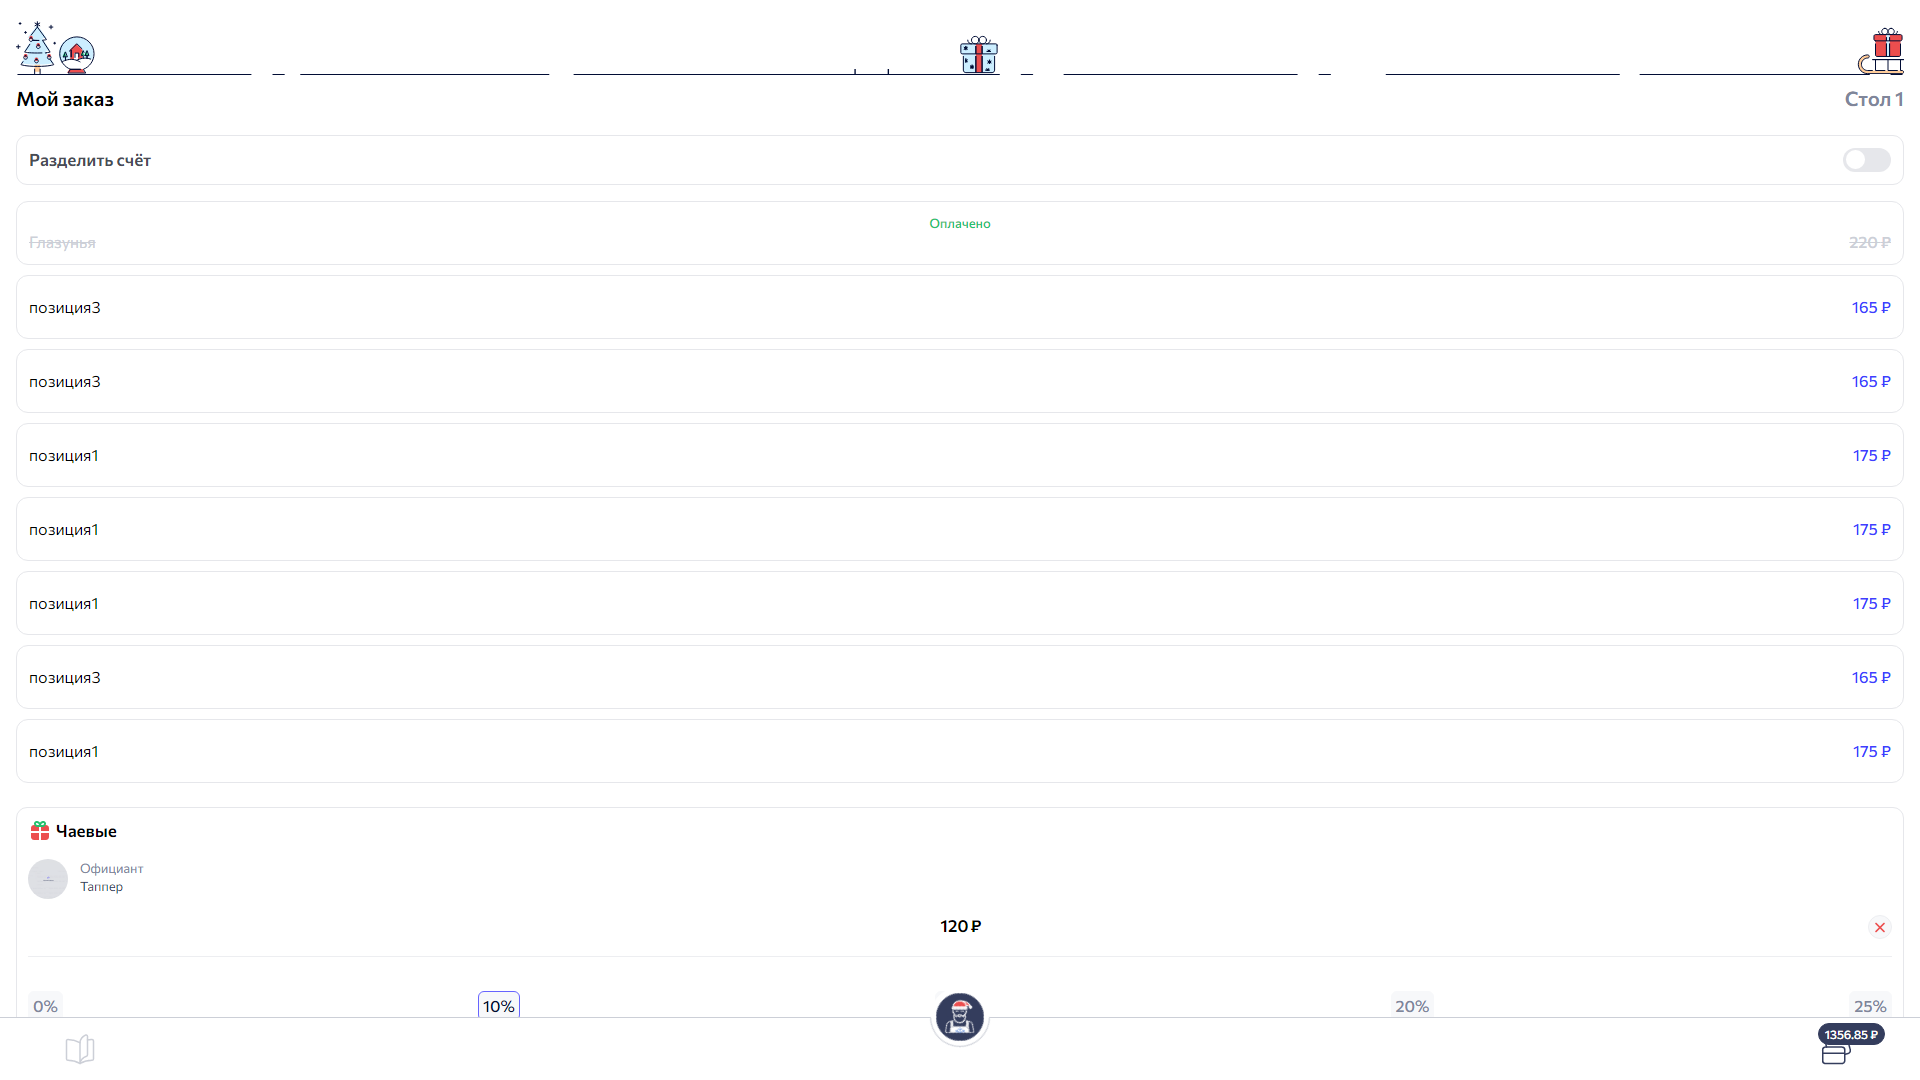 Мой заказ Стол 1
Разделить счёт
Оплачено
Глазунья 220 ₽
позиция3 165 ₽
позиция3 165 ₽
позиция1 175 ₽
позиция1 175 ₽
позиция1 175 ₽
позиция3 165 ₽
позиция1 175 ₽
Чаевые
Официант
Таппер
120 ₽
0% 10% 20% 25%
1356.85 ₽